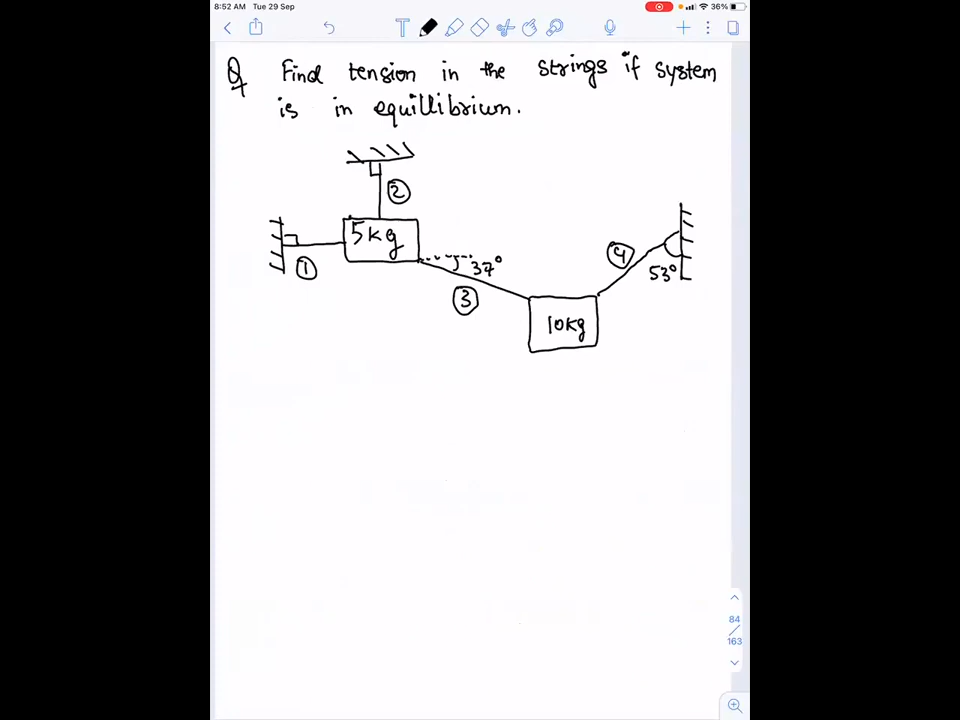 8:52 AM Tue 29 Sep 36%
T
Q Find tension in the strings if system
is in equillibrium.
2
5kg
1
37°
3
4
53°
10kg
84
163